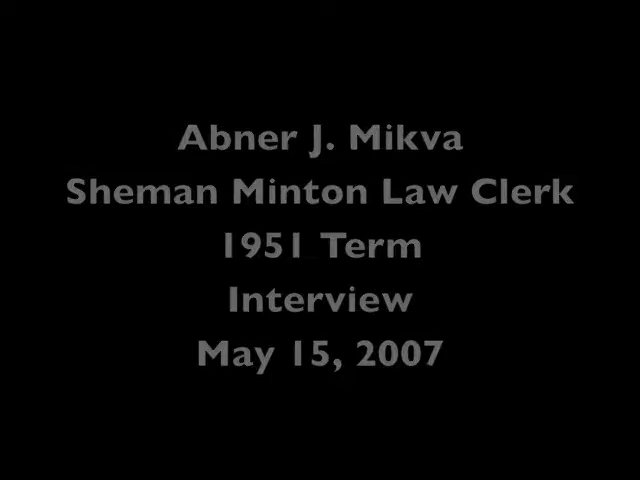 Abner J. Mikva
Sheman Minton Law Clerk
1951 Term
Interview
May 15, 2007